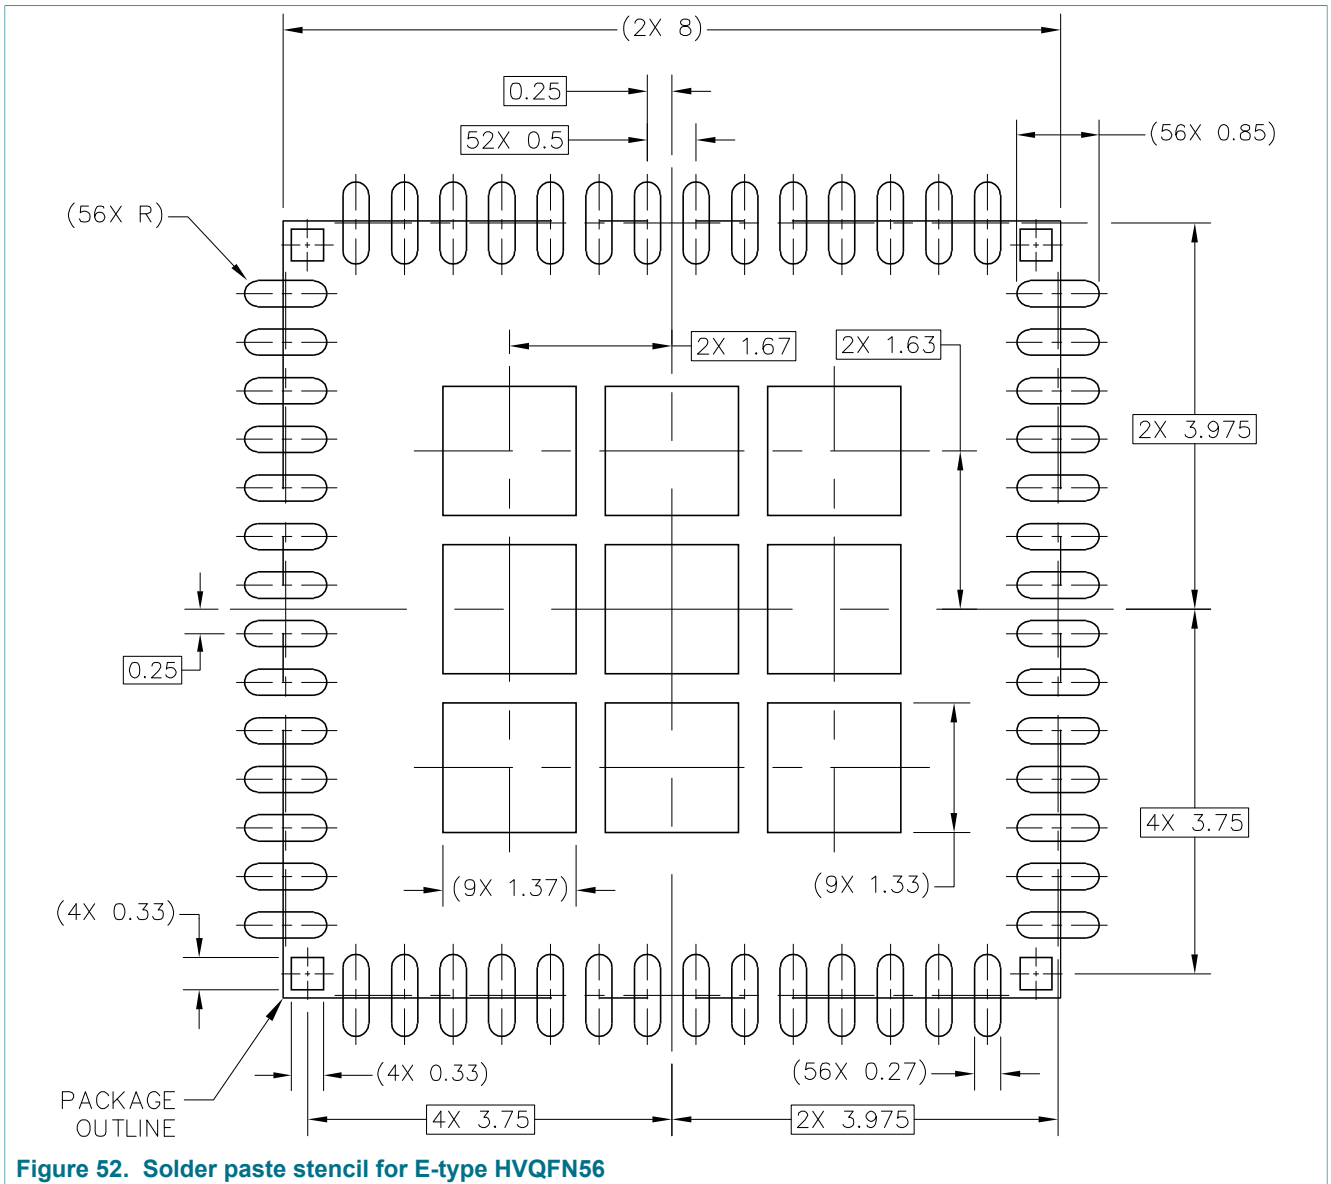 (2X 8)
0.25
52X 0.5
(56X 0.85)
(56X R)
2X 1.67
2X 1.63
2X 3.975
0.25
4X 3.75
(9X 1.37)
(9X 1.33)
(4X 0.33)
(4X 0.33)
(56X 0.27)
PACKAGE
OUTLINE
4X 3.75
2X 3.975
Figure 52. Solder paste stencil for E-type HVQFN56